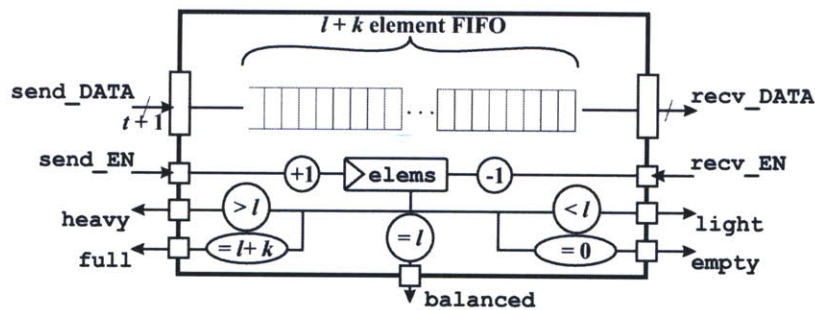 l + k element FIFO
send_DATA
t + 1
...
recv_DATA
send_EN
+1
elems
-1
recv_EN
heavy
> l
= l
< l
light
full
= l + k
= 0
empty
balanced